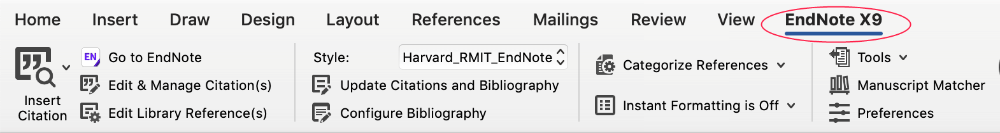 Home Insert Draw Design Layout References Mailings Review View EndNote X9
Insert
Citation
EN Go to EndNote
Edit & Manage Citation(s)
Edit Library Reference(s)
Style: Harvard_RMIT_EndNote
Update Citations and Bibliography
Configure Bibliography
Categorize References
Instant Formatting is Off
Tools
Manuscript Matcher
Preferences